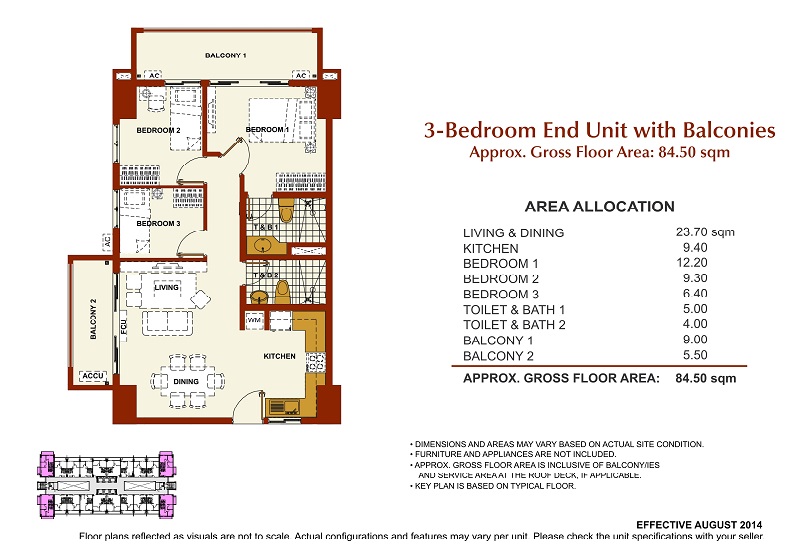 BALCONY 1
AC
AC
BEDROOM 2
BEDROOM 1
BEDROOM 3
T & B 1
AC
T & B 2
LIVING
BALCONY 2
FCU
WM
KITCHEN
ACCU
DINING
3-Bedroom End Unit with Balconies
Approx. Gross Floor Area: 84.50 sqm
AREA ALLOCATION
LIVING & DINING 23.70 sqm
KITCHEN 9.40
BEDROOM 1 12.20
BEDROOM 2 9.30
BEDROOM 3 6.40
TOILET & BATH 1 5.00
TOILET & BATH 2 4.00
BALCONY 1 9.00
BALCONY 2 5.50
APPROX. GROSS FLOOR AREA: 84.50 sqm
• DIMENSIONS AND AREAS MAY VARY BASED ON ACTUAL SITE CONDITION.
• FURNITURE AND APPLIANCES ARE NOT INCLUDED.
• APPROX. GROSS FLOOR AREA IS INCLUSIVE OF BALCONY/IES
AND SERVICE AREA AT THE ROOF DECK, IF APPLICABLE.
• KEY PLAN IS BASED ON TYPICAL FLOOR.
EFFECTIVE AUGUST 2014
Floor plans reflected as visuals are not to scale. Actual configurations and features may vary per unit. Please check the unit specifications with your seller